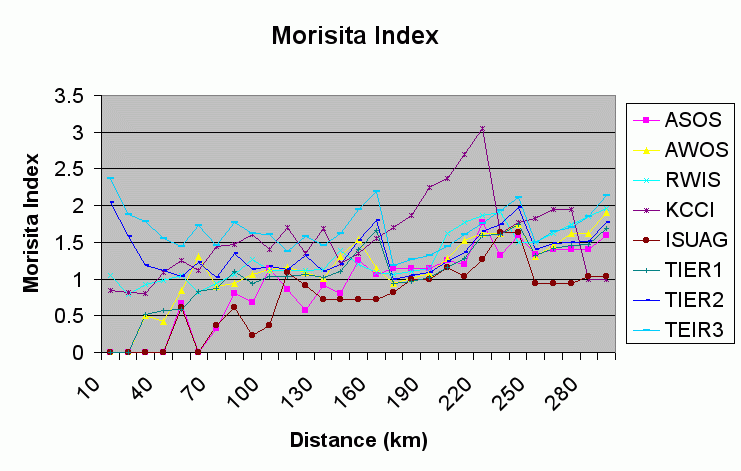 Morisita Index
Morisita Index
3.5
3
2.5
2
1.5
1
0.5
0
10
40
70
100
130
160
190
220
250
280
Distance (km)
ASOS
AWOS
RWIS
KCCI
ISUAG
TIER1
TIER2
TEIR3